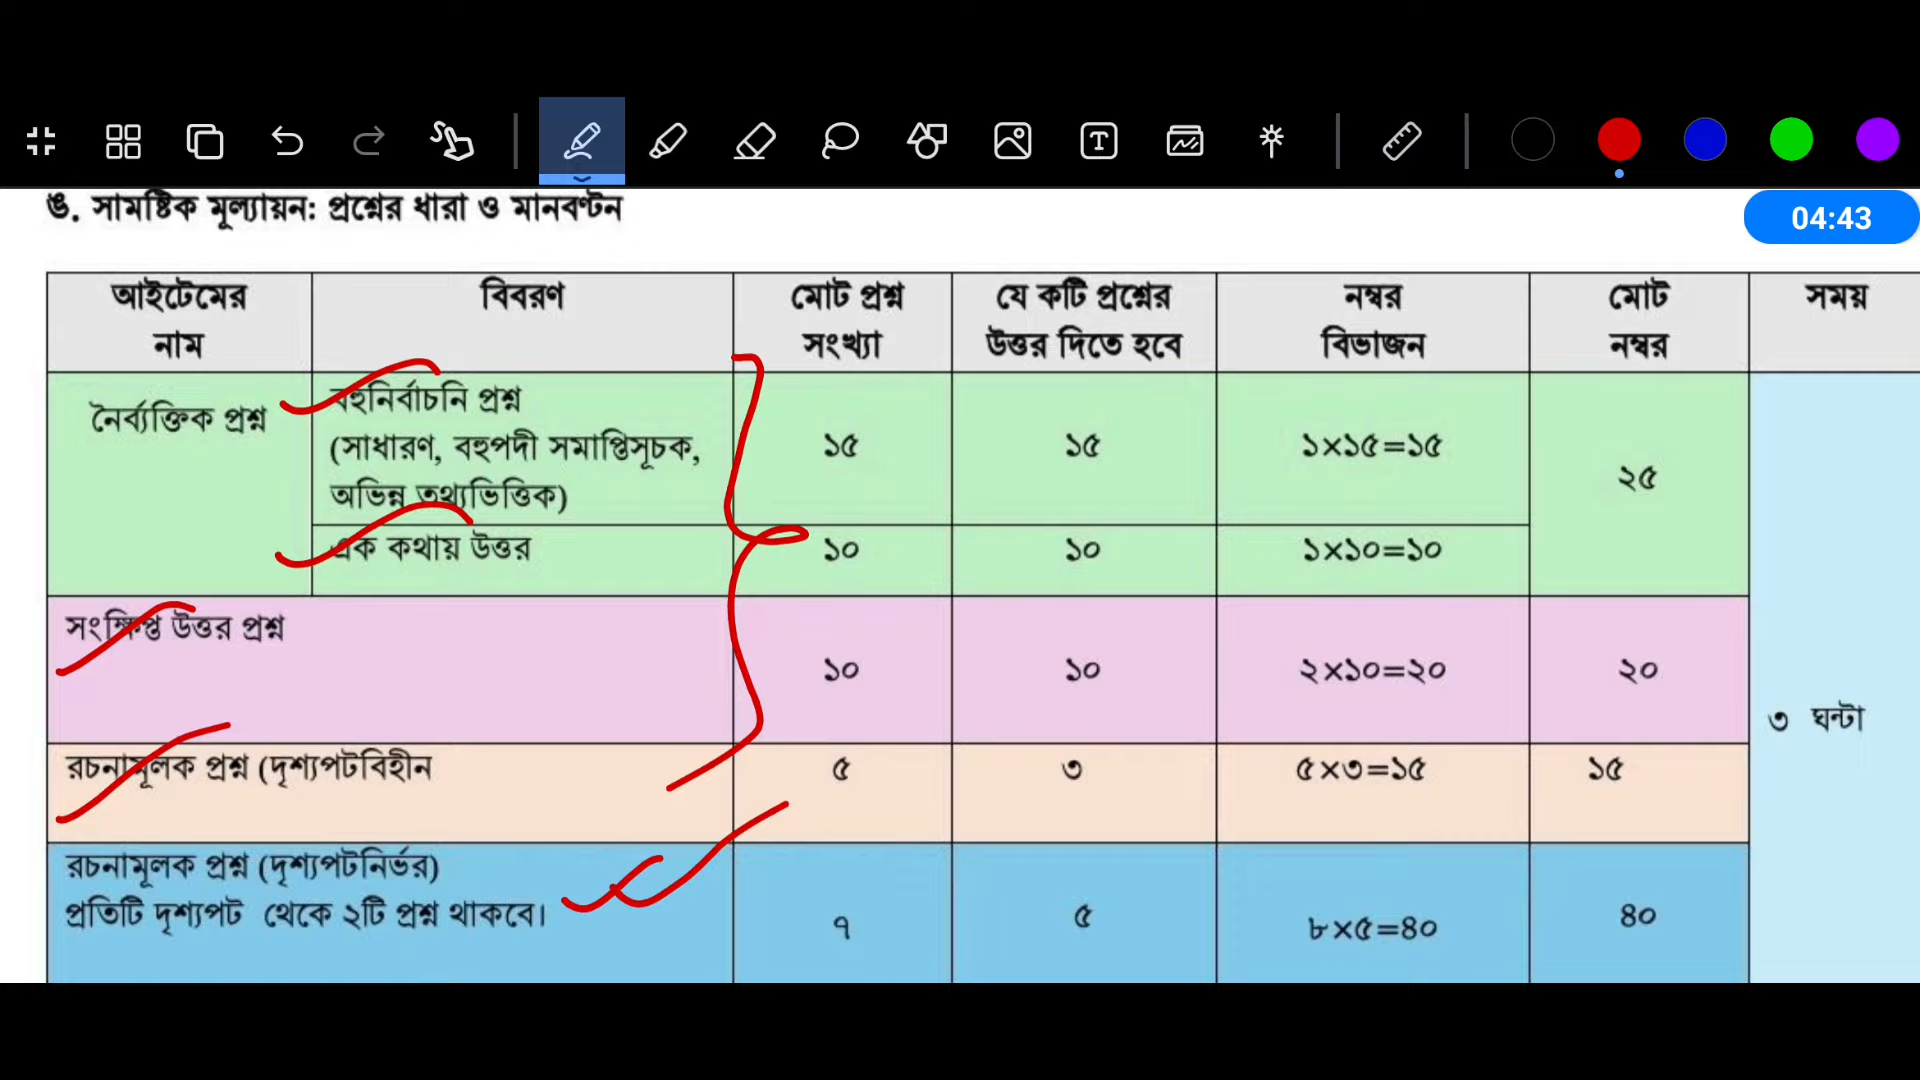 ঙ. সামষ্টিক মূল্যায়ন: প্রশ্নের ধারা ও মানবণ্টন
04:43
আইটেমের নাম
বিবরণ
মোট প্রশ্ন সংখ্যা
যে কটি প্রশ্নের উত্তর দিতে হবে
নম্বর বিভাজন
মোট নম্বর
সময়
নৈর্ব্যক্তিক প্রশ্ন
বহুনির্বাচনি প্রশ্ন
(সাধারণ, বহুপদী সমাপ্তিসূচক,
অভিন্ন তথ্যভিত্তিক)
১৫
১৫
১×১৫=১৫
২৫
এক কথায় উত্তর
১০
১০
১×১০=১০
সংক্ষিপ্ত উত্তর প্রশ্ন
১০
১০
২×১০=২০
২০
৩ ঘন্টা
রচনামূলক প্রশ্ন (দৃশ্যপটবিহীন
৫
৩
৫×৩=১৫
১৫
রচনামূলক প্রশ্ন (দৃশ্যপটনির্ভর)
প্রতিটি দৃশ্যপট থেকে ২টি প্রশ্ন থাকবে।
৭
৫
৮×৫=৪০
৪০